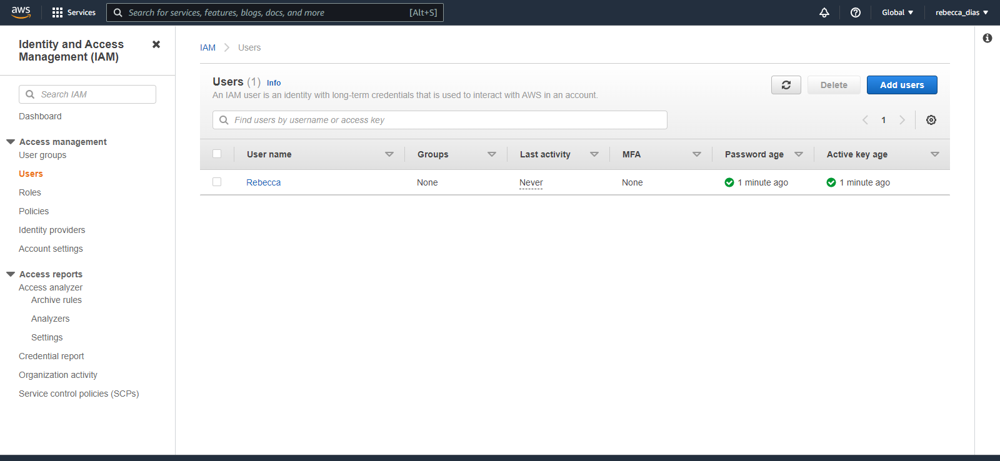 aws
Services
Search for services, features, blogs, docs, and more [Alt+S]
Global
rebecca_dias
Identity and Access
Management (IAM)
Search IAM
Dashboard
Access management
User groups
Users
Roles
Policies
Identity providers
Account settings
Access reports
Access analyzer
Archive rules
Analyzers
Settings
Credential report
Organization activity
Service control policies (SCPs)
IAM Users
Users (1) Info
An IAM user is an identity with long-term credentials that is used to interact with AWS in an account.
Delete
Add users
Find users by username or access key
1
User name Groups Last activity MFA Password age Active key age
Rebecca None Never None 1 minute ago 1 minute ago